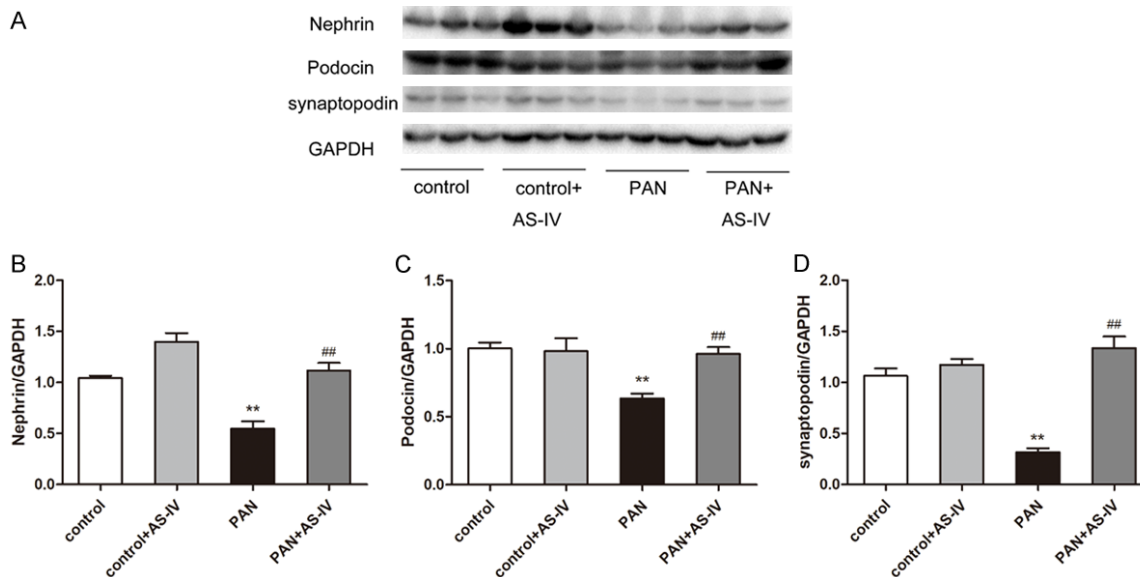 A
Nephrin
Podocin
synaptopodin
GAPDH
control
control+
AS-IV
PAN
PAN+
AS-IV
B
Nephrin/GAPDH
2.0
1.5
1.0
0.5
0.0
**
##
control
control+AS-IV
PAN
PAN+AS-IV
C
Podocin/GAPDH
1.5
1.0
0.5
0.0
**
##
control
control+AS-IV
PAN
PAN+AS-IV
D
synaptopodin/GAPDH
2.0
1.5
1.0
0.5
0.0
**
##
control
control+AS-IV
PAN
PAN+AS-IV